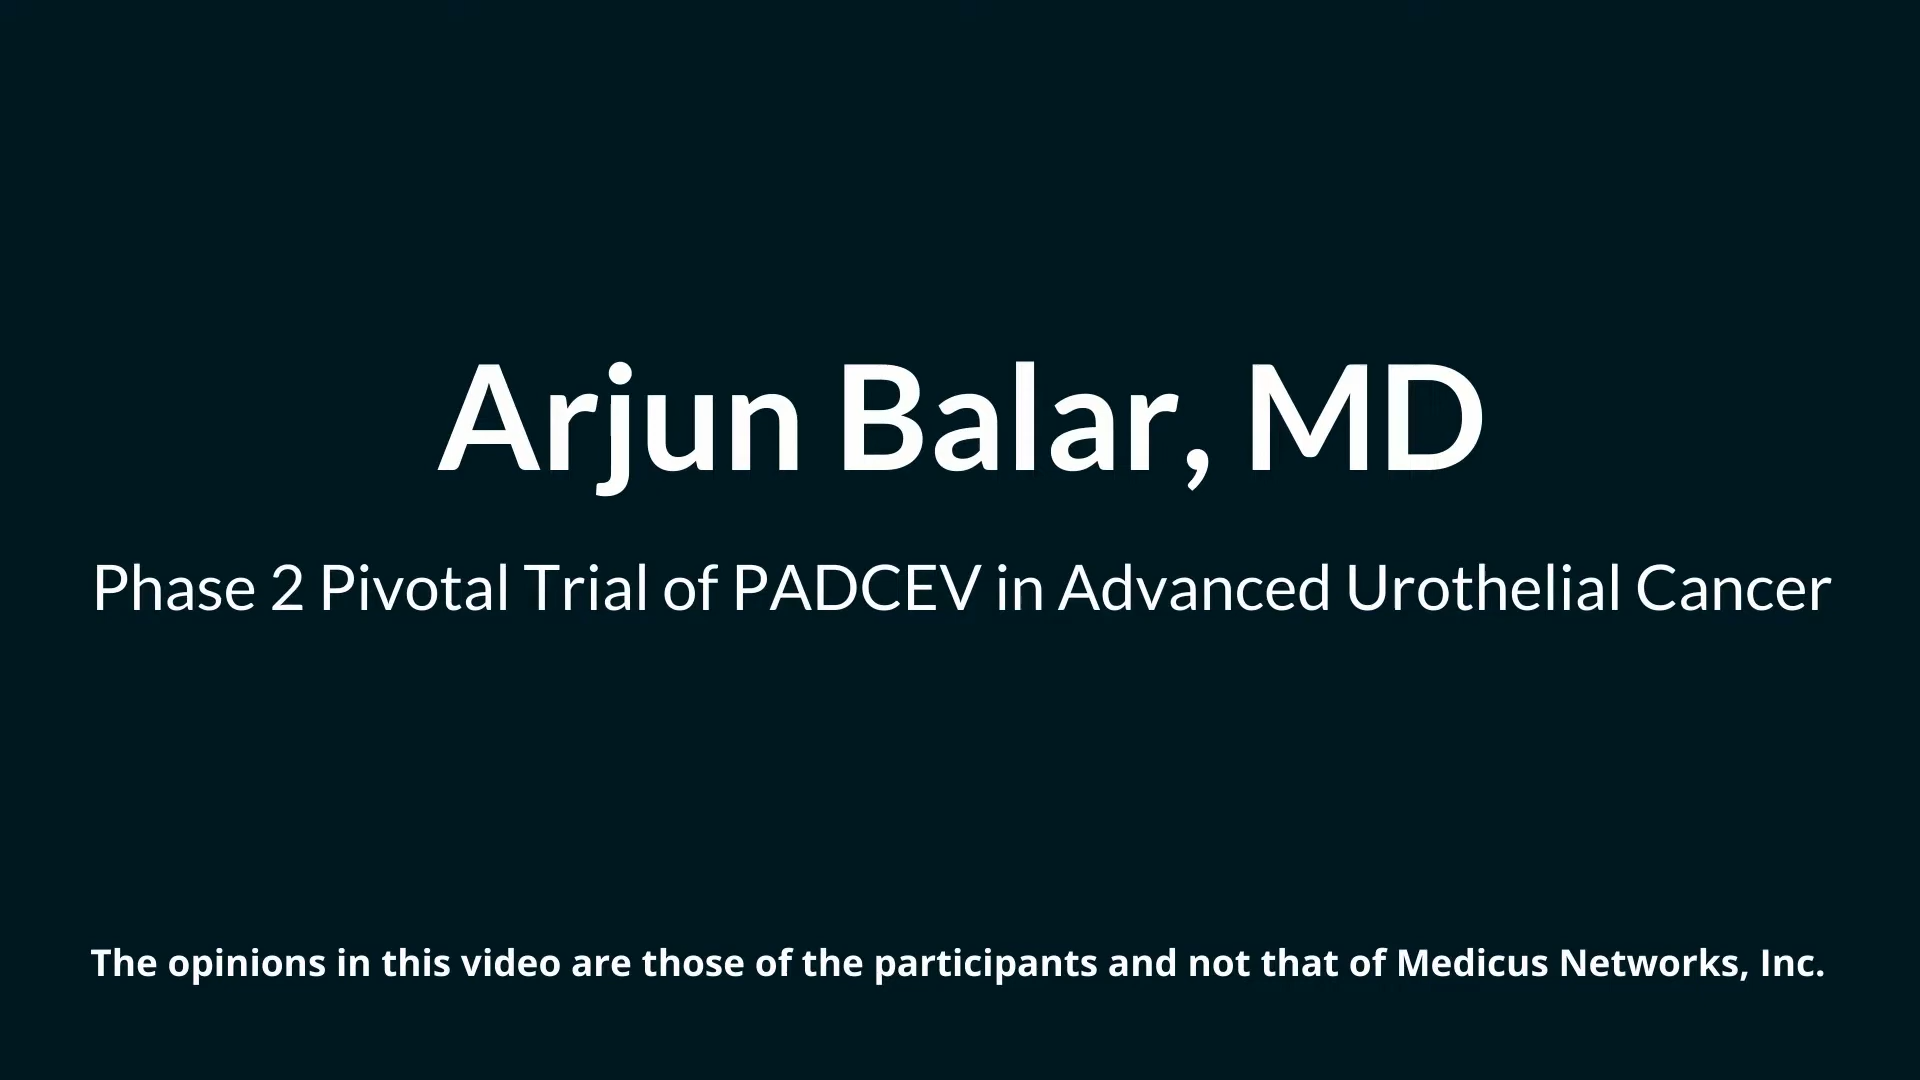 Arjun Balar, MD
Phase 2 Pivotal Trial of PADCEV in Advanced Urothelial Cancer
The opinions in this video are those of the participants and not that of Medicus Networks, Inc.